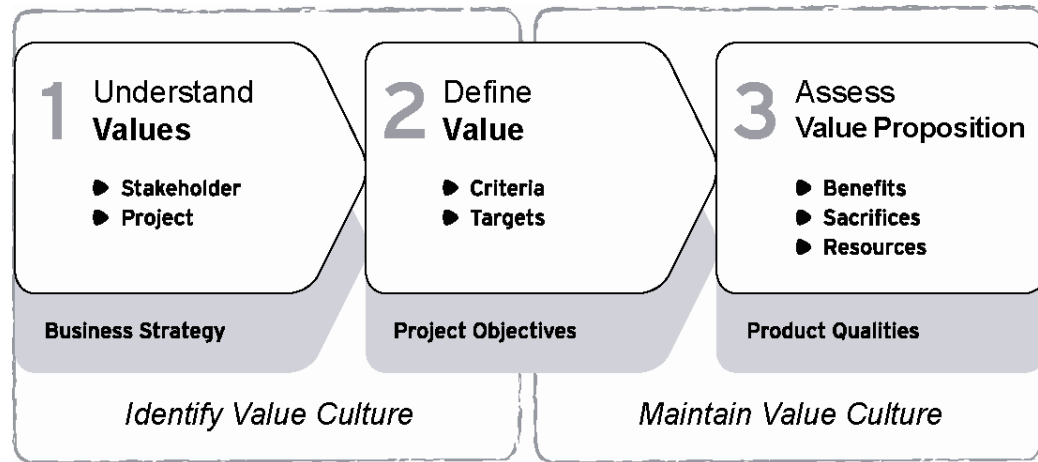 1 Understand
Values
Stakeholder
Project
Business Strategy
2 Define
Value
Criteria
Targets
Project Objectives
3 Assess
Value Proposition
Benefits
Sacrifices
Resources
Product Qualities
Identify Value Culture
Maintain Value Culture